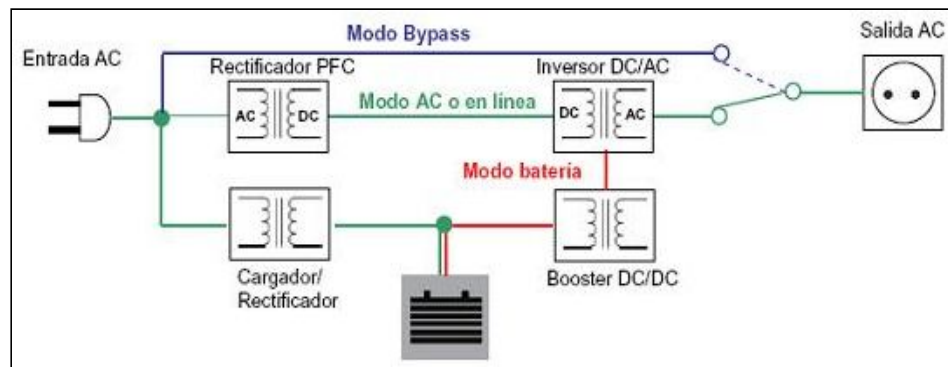 Modo Bypass
Salida AC
Entrada AC
Rectificador PFC
Inversor DC/AC
Modo AC o en línea
AC
DC
DC
AC
Modo batería
Cargador/
Rectificador
Booster DC/DC